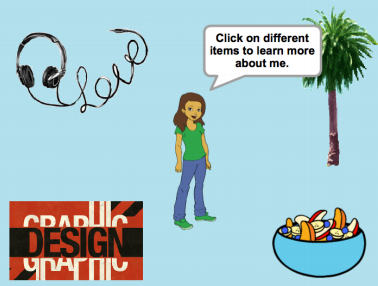 Click on different
items to learn more
about me.
Love
GRAPHIC
DESIGN
GRAPHIC